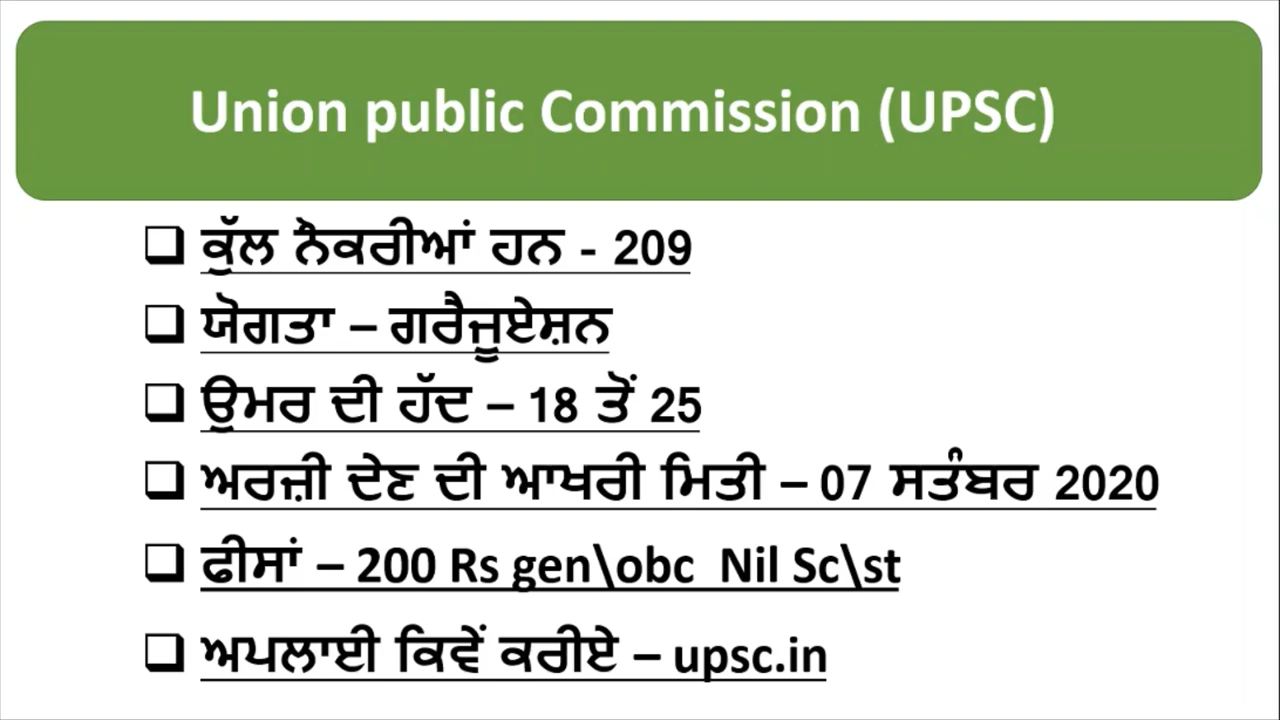 Union public Commission (UPSC)
ਕੁੱਲ ਨੋਕਰੀਆਂ ਹਨ - 209
ਯੋਗਤਾ – ਗਰੈਜੂਏਸ਼ਨ
ਉਮਰ ਦੀ ਹੱਦ – 18 ਤੋਂ 25
ਅਰਜ਼ੀ ਦੇਣ ਦੀ ਆਖਰੀ ਮਿਤੀ – 07 ਸਤੰਬਰ 2020
ਫੀਸਾਂ – 200 Rs gen\obc Nil Sc\st
ਅਪਲਾਈ ਕਿਵੇਂ ਕਰੀਏ – upsc.in